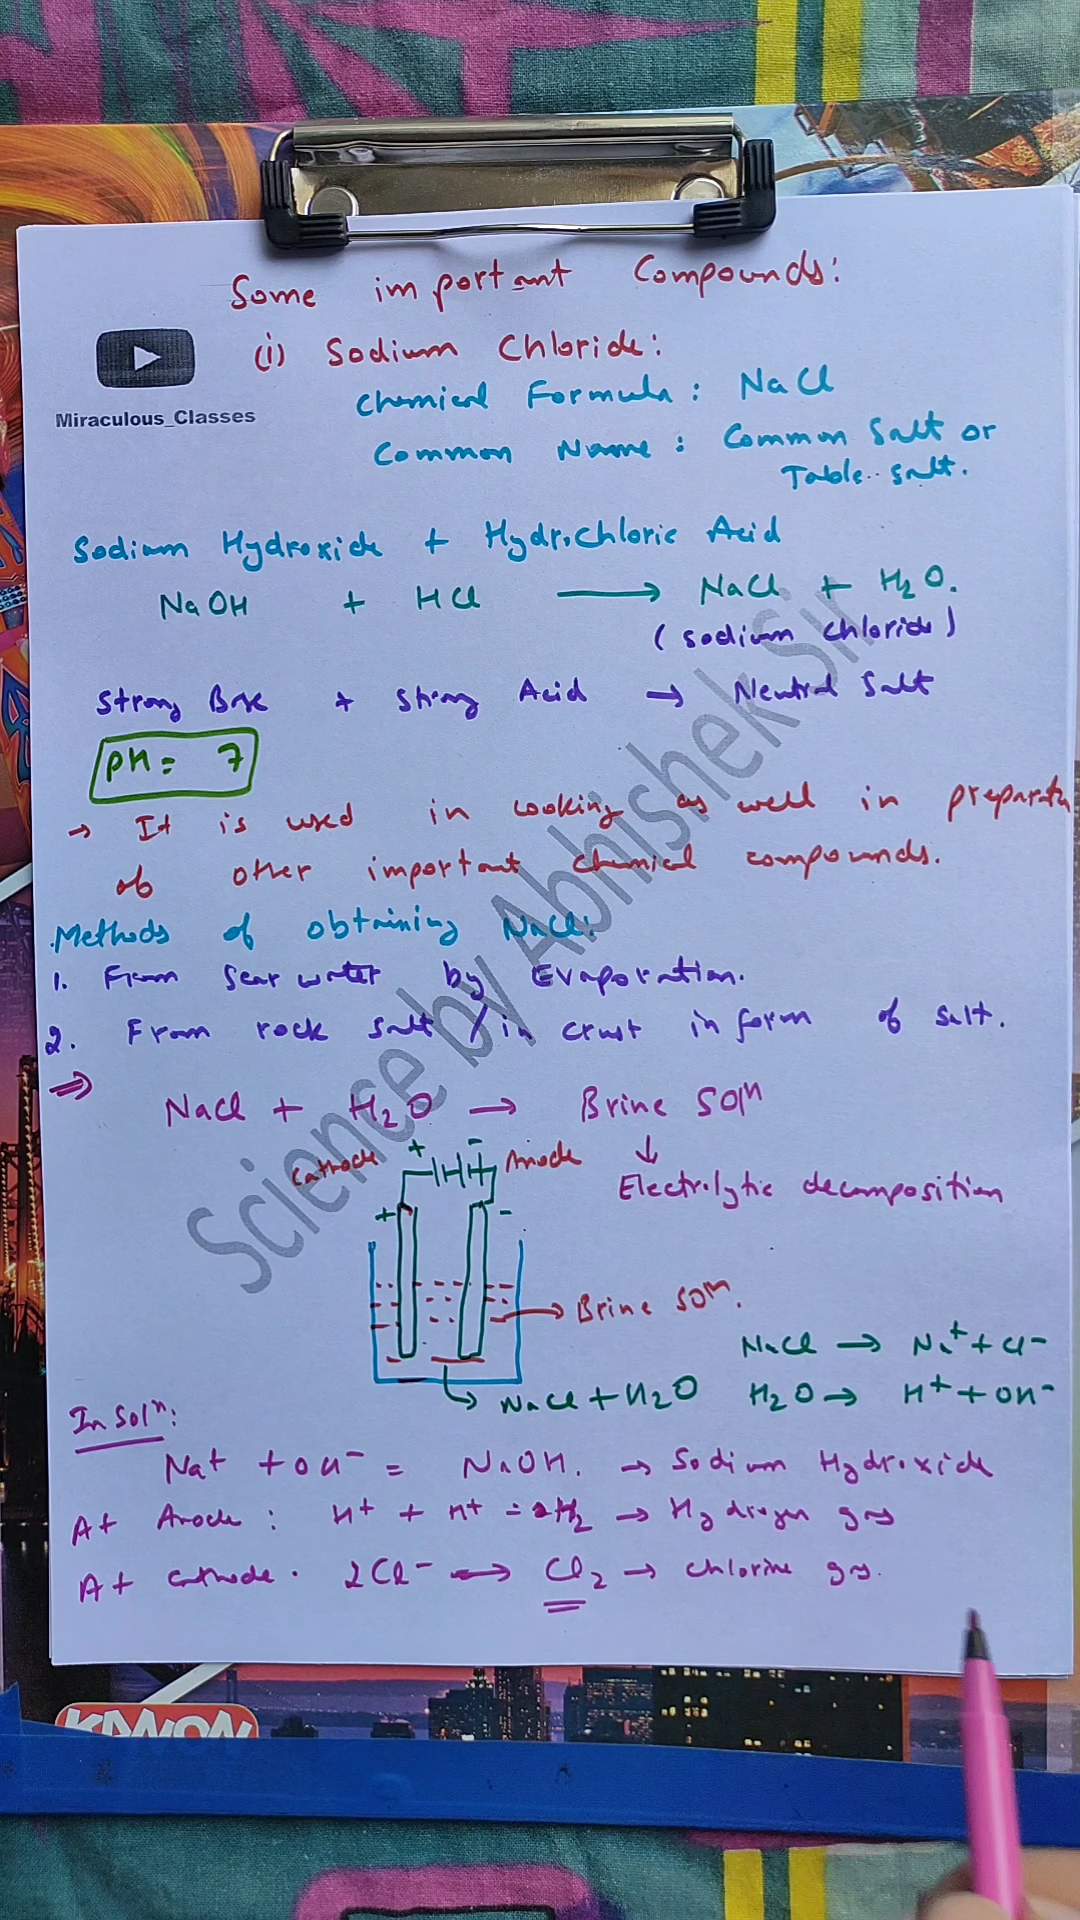 Some important Compounds:
(i) Sodium Chloride:
Miraculous_Classes
Chemical Formula: NaCl
Common Name: Common Salt or
Table salt.
Sodium Hydroxide + Hydrochloric Acid
NaOH + HCl ⟶ NaCl + H₂O.
(Sodium chloride)
Strong Base + Strong Acid → Neutral Salt
pH = 7
→ It is used in cooking as well in preparation
of other important chemical compounds.
Methods of obtaining NaCl:
1. From Sea water by Evaporation.
2. From rock salt / in crust in form of salt.
⇒ NaCl + H₂O → Brine Solⁿ
↓
Electrolytic decomposition
Cathode + - Anode
+ -
→ Brine Solⁿ.
NaCl → Na⁺ + Cl⁻
NaCl + H₂O H₂O → H⁺ + OH⁻
In Solⁿ:
Na⁺ + OH⁻ = NaOH. → Sodium Hydroxide
At Anode: H⁺ + H⁺ = H₂ → Hydrogen gas
At Cathode. 2Cl⁻ → Cl₂ → Chlorine gas.
Science by Abhishek Sir